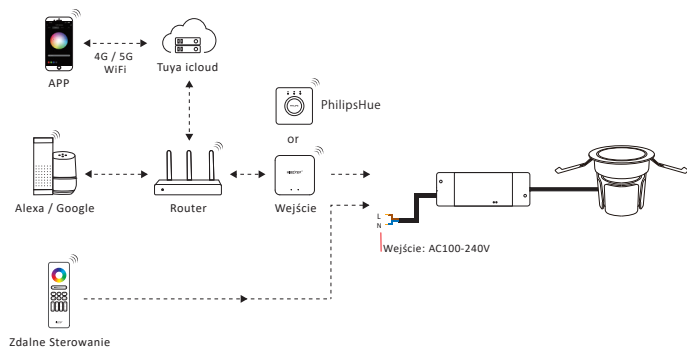 4G / 5G
WiFi
APP
Tuya icloud
PhilipsHue
or
Alexa / Google
Router
Wejście
L
N
Wejście: AC100-240V
Zdalne Sterowanie